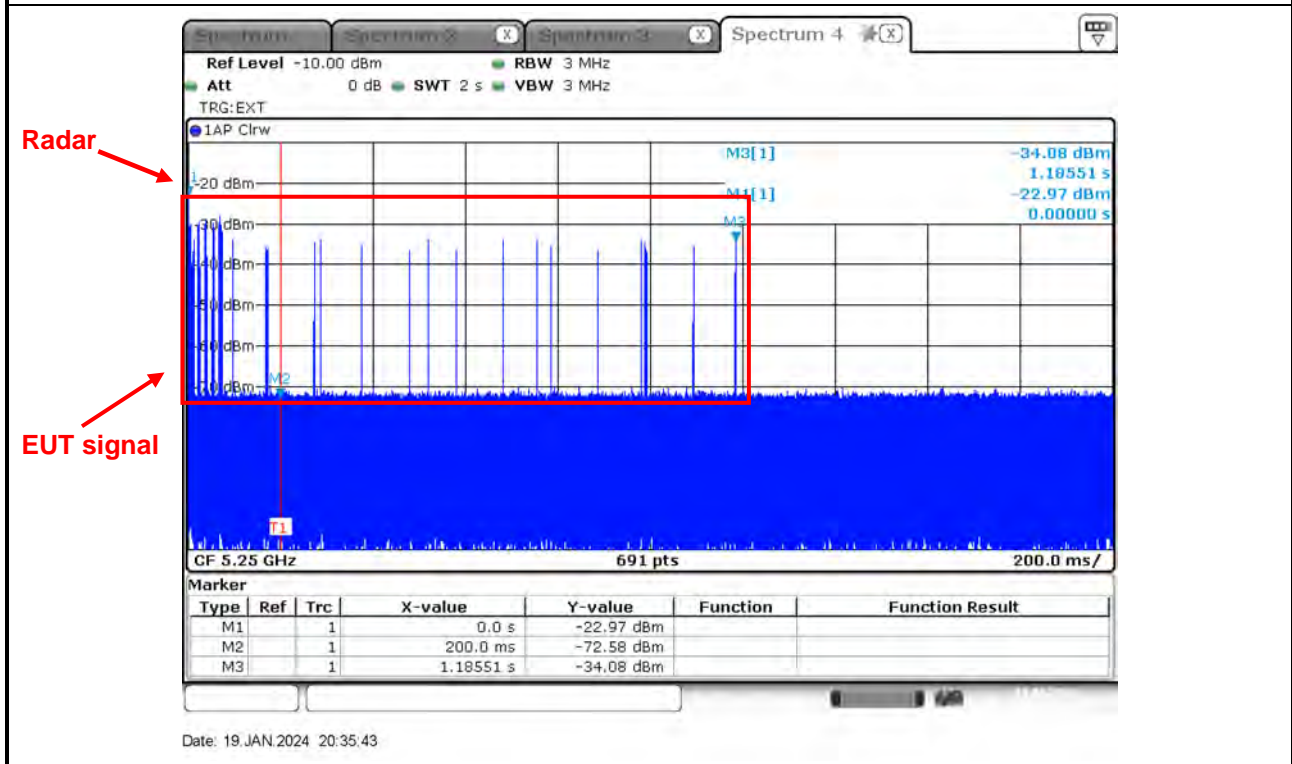 Spectrum 4
Ref Level -10.00 dBm RBW 3 MHz
Att 0 dB SWT 2 s VBW 3 MHz
TRG:EXT
1AP Clrw
Radar
M3[1] -34.08 dBm
1.18551 s
M1[1] -22.97 dBm
0.00000 s
1
-20 dBm
-30 dBm
M3
-40 dBm
-50 dBm
-60 dBm
-70 dBm
M2
EUT signal
T1
CF 5.25 GHz 691 pts 200.0 ms/
Marker
Type Ref Trc X-value Y-value Function Function Result
M1 1 0.0 s -22.97 dBm
M2 1 200.0 ms -72.58 dBm
M3 1 1.18551 s -34.08 dBm
Date: 19.JAN.2024 20:35:43